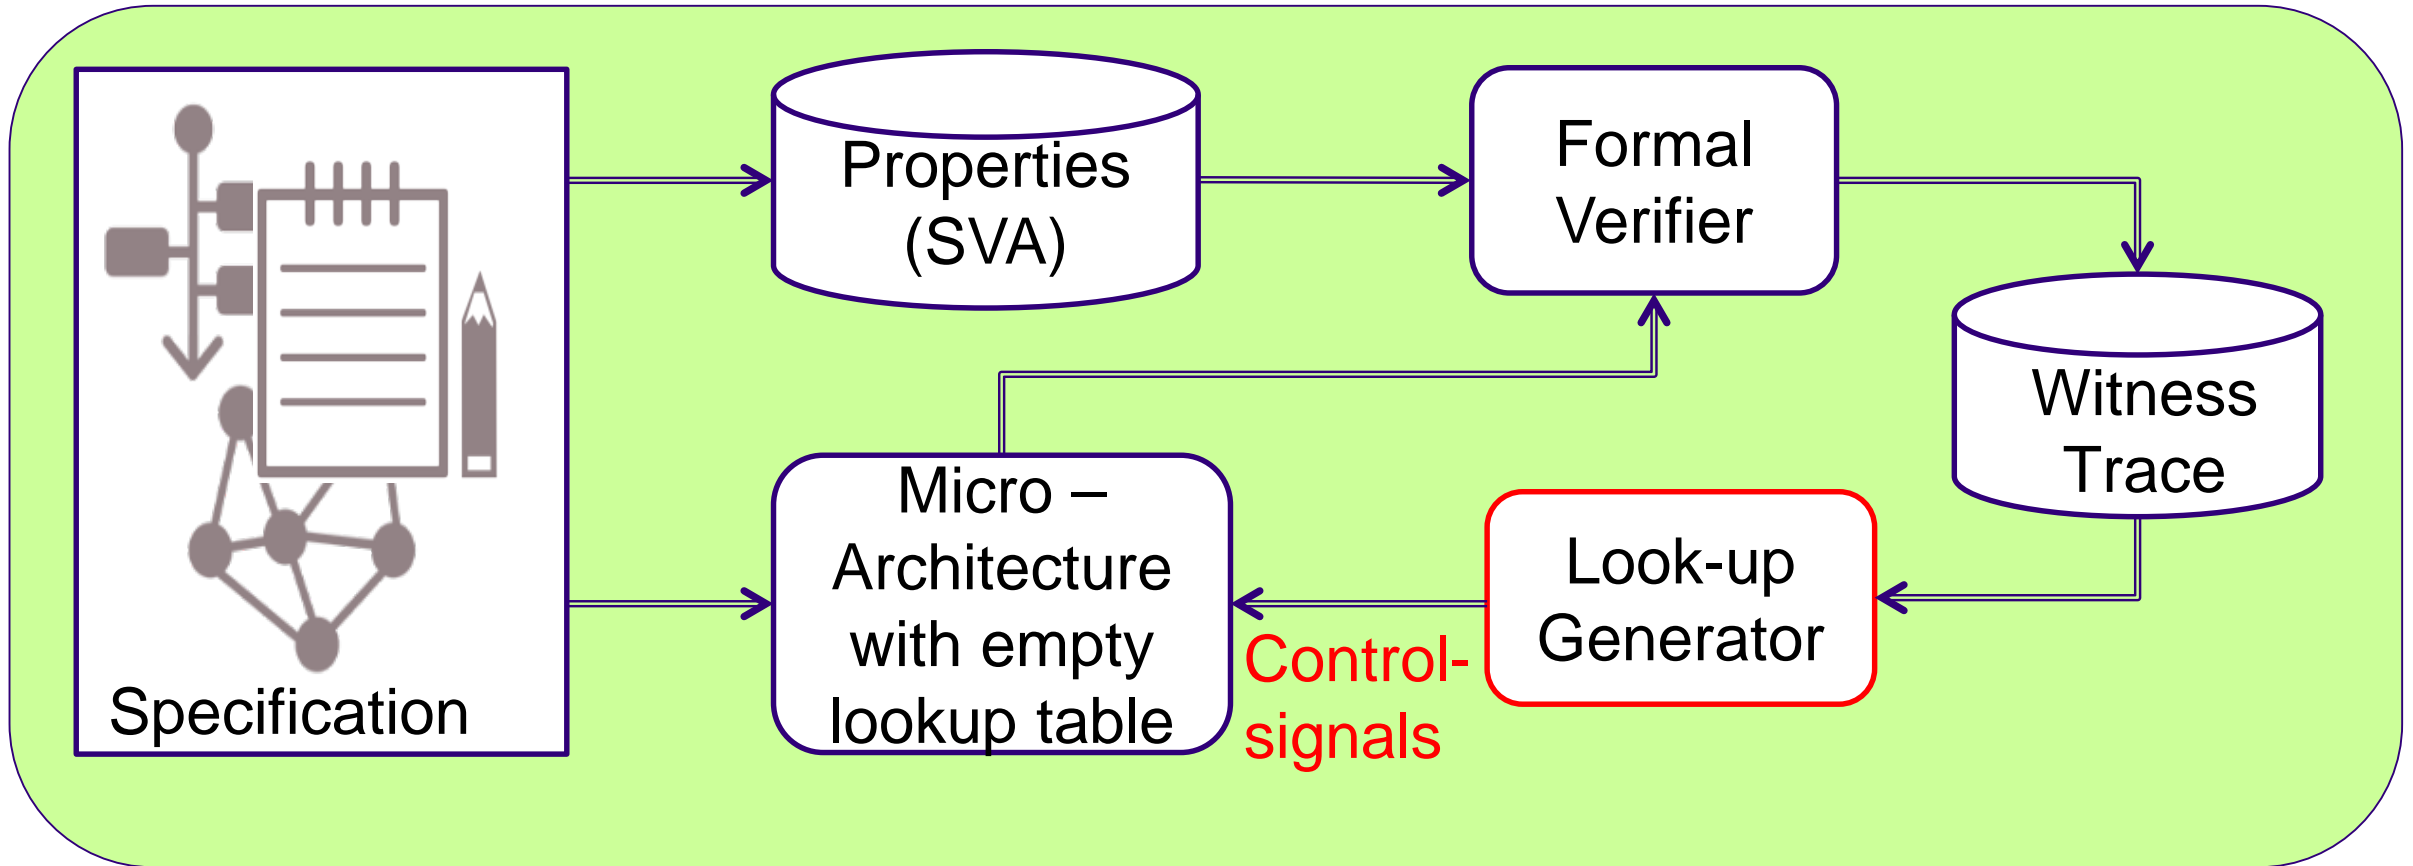 Specification
Properties
(SVA)
Formal
Verifier
Witness
Trace
Micro –
Architecture
with empty
lookup table
Control-
signals
Look-up
Generator